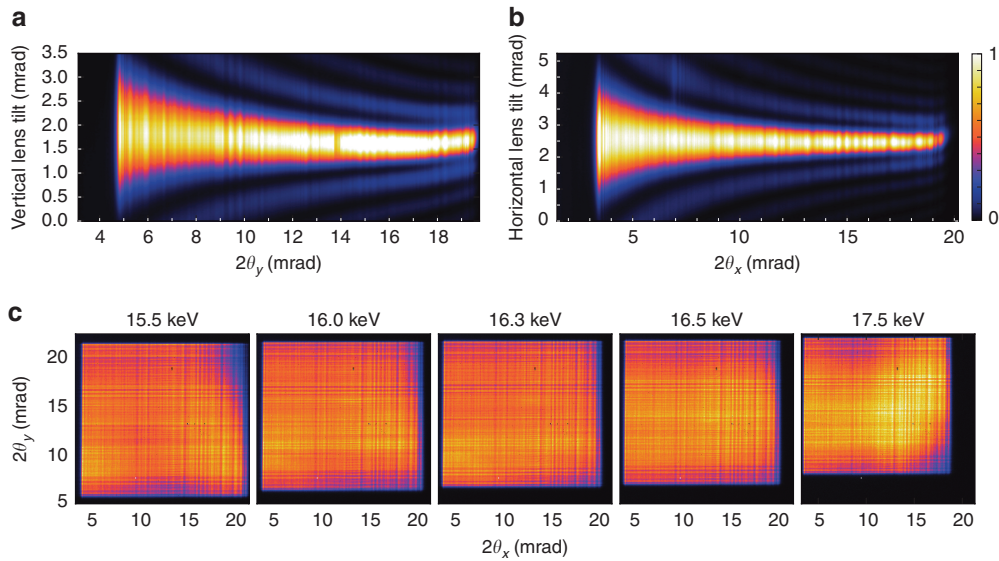 a
Vertical lens tilt (mrad)
3.5
3.0
2.5
2.0
1.5
1.0
0.5
0.0
4 6 8 10 12 14 16 18
2θy (mrad)
b
Horizontal lens tilt (mrad)
5
4
3
2
1
0
5 10 15 20
2θx (mrad)
1
0
c
15.5 keV 16.0 keV 16.3 keV 16.5 keV 17.5 keV
2θy (mrad)
20
15
10
5
5 10 15 20 5 10 15 20 5 10 15 20 5 10 15 20 5 10 15 20
2θx (mrad)